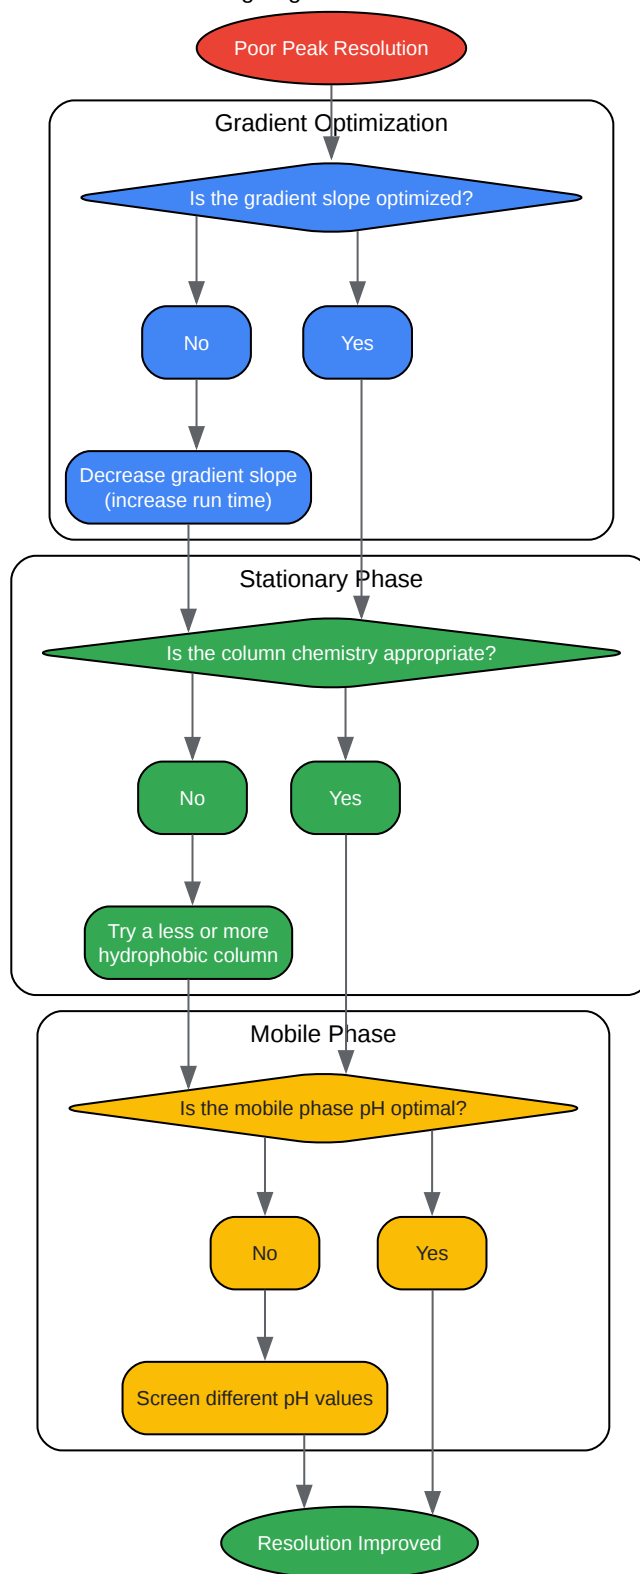 Poor Peak Resolution
Gradient Optimization
Is the gradient slope optimized?
No
Yes
Decrease gradient slope
(increase run time)
Stationary Phase
Is the column chemistry appropriate?
No
Yes
Try a less or more
hydrophobic column
Mobile Phase
Is the mobile phase pH optimal?
No
Yes
Screen different pH values
Resolution Improved